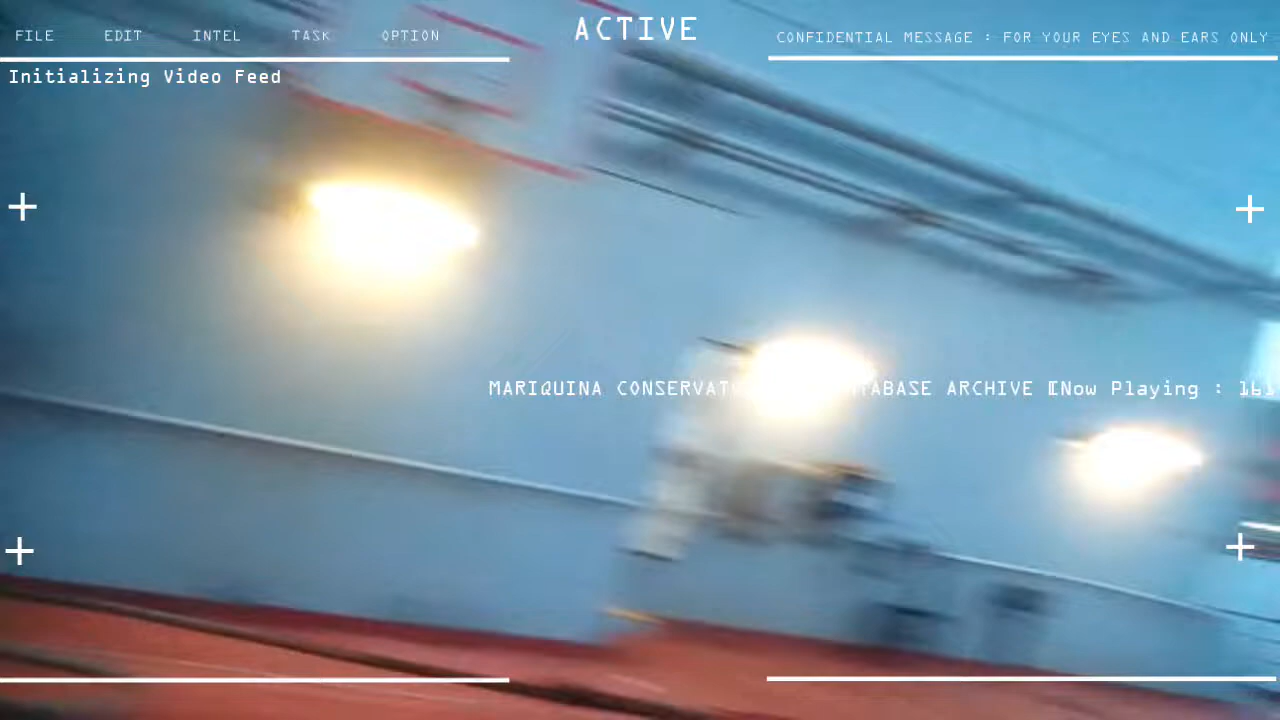 FILE EDIT INTEL TASK OPTION
ACTIVE
CONFIDENTIAL MESSAGE : FOR YOUR EYES AND EARS ONLY
Initializing Video Feed
MARIQUINA ARCHIVE [Now Playing : 161